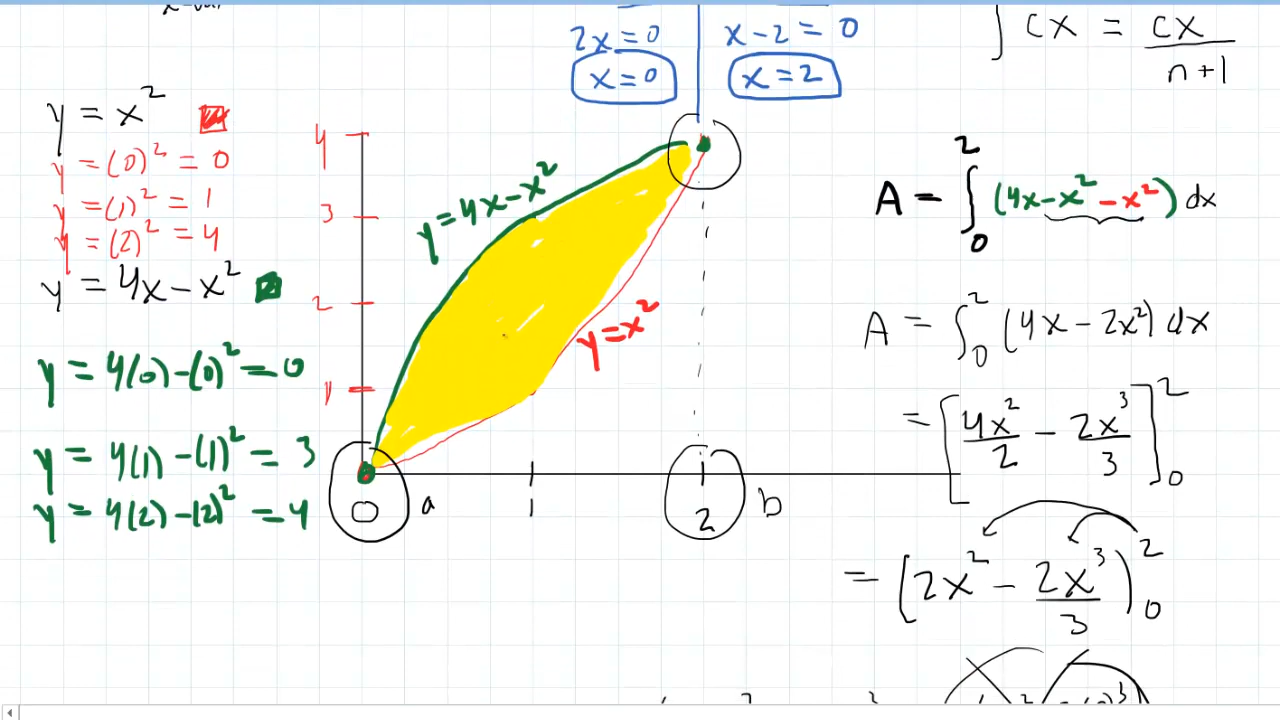 2x = 0
x - 2 = 0
x = 0
x = 2
∫ cx = cx / n+1
y = x²
y = (0)² = 0
y = (1)² = 1
y = (2)² = 4
y = 4x - x²
y = 4(0) - (0)² = 0
y = 4(1) - (1)² = 3
y = 4(2) - (2)² = 4
4
3
2
1
y = 4x - x²
y = x²
0 a
1
2 b
A = ∫₀² (4x - x² - x²) dx
A = ∫₀² (4x - 2x²) dx
= [4x²/2 - 2x³/3]₀²
= (2x² - 2x³/3)₀²